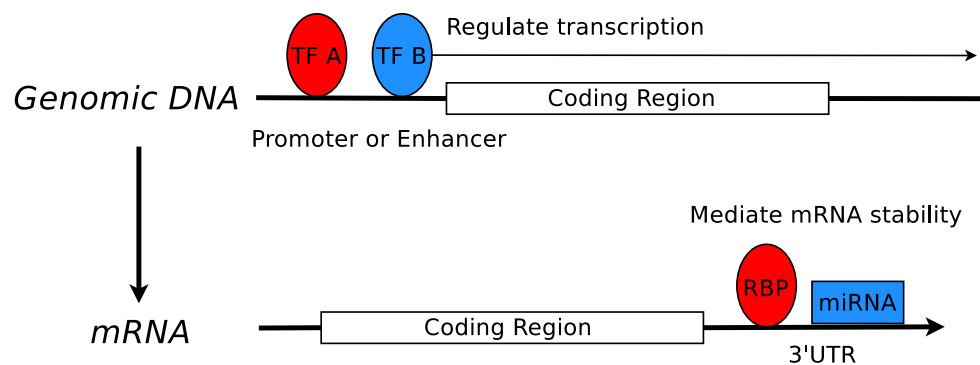 Regulate transcription
TF A
TF B
Genomic DNA
Coding Region
Promoter or Enhancer
Mediate mRNA stability
RBP
miRNA
mRNA
Coding Region
3'UTR